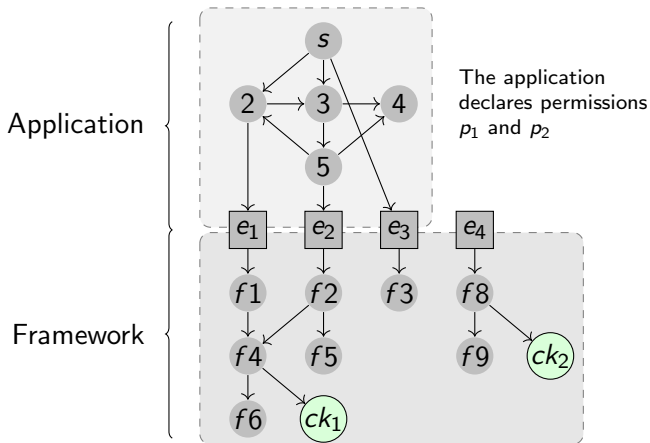 s
The application
declares permissions
p₁ and p₂
2 3 4
Application
5
e₁ e₂ e₃ e₄
f1 f2 f3 f8
Framework
f4 f5 f9 ck₂
f6 ck₁